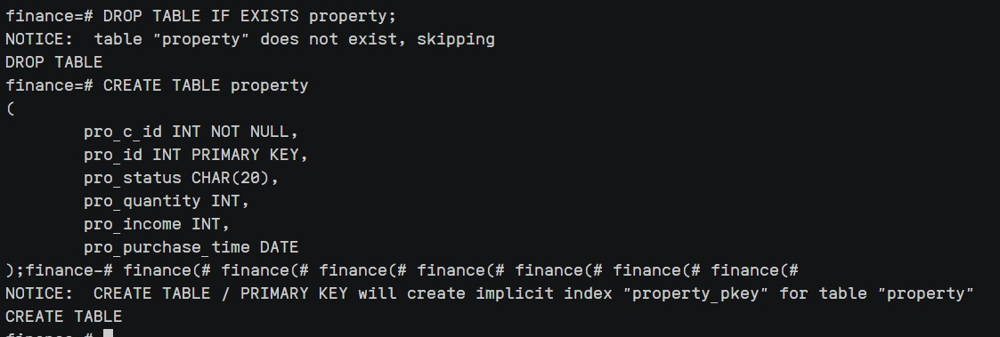 finance=# DROP TABLE IF EXISTS property;
NOTICE:  table "property" does not exist, skipping
DROP TABLE
finance=# CREATE TABLE property
(
        pro_c_id INT NOT NULL,
        pro_id INT PRIMARY KEY,
        pro_status CHAR(20),
        pro_quantity INT,
        pro_income INT,
        pro_purchase_time DATE
);finance-# finance(# finance(# finance(# finance(# finance(# finance(# finance(#
NOTICE:  CREATE TABLE / PRIMARY KEY will create implicit index "property_pkey" for table "property"
CREATE TABLE